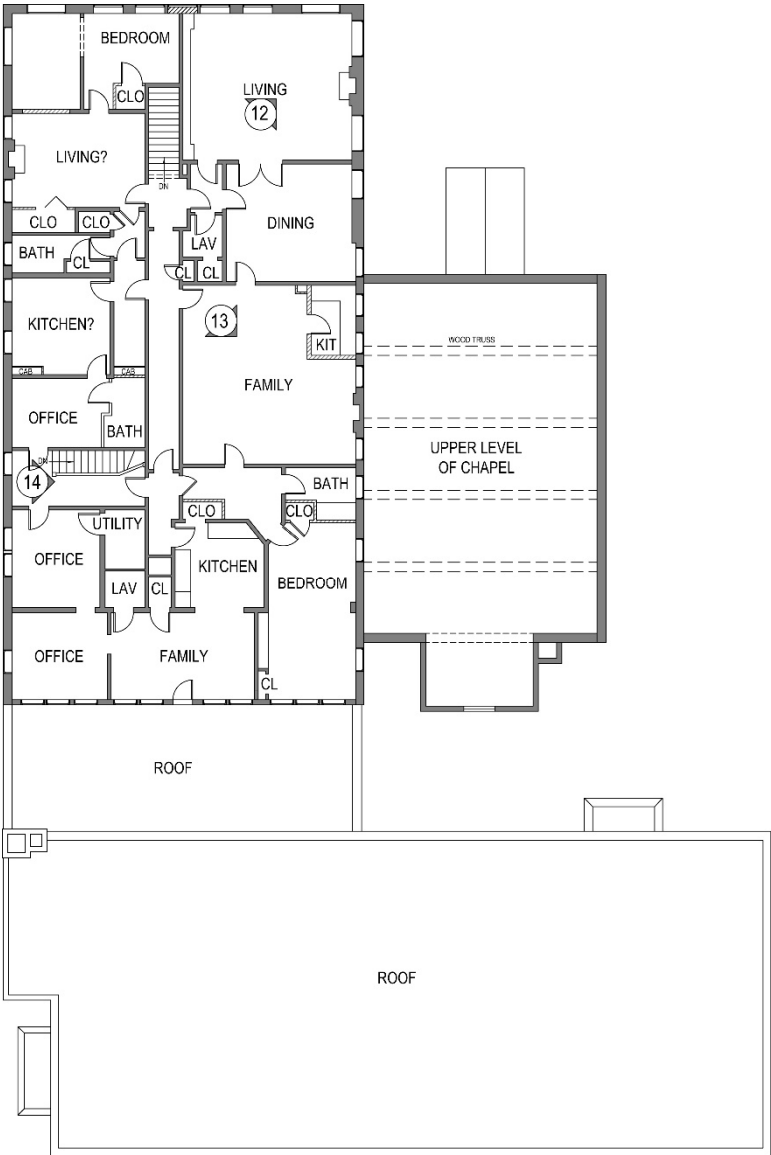 BEDROOM
CLO
LIVING
12
LIVING?
DN
CLO
CLO
DINING
LAV
BATH
CL
CL
CL
KITCHEN?
13
KIT
WOOD TRUSS
CAB
CAB
FAMILY
OFFICE
BATH
UPPER LEVEL
OF CHAPEL
DN
14
BATH
CLO
CLO
UTILITY
OFFICE
KITCHEN
BEDROOM
LAV
CL
OFFICE
FAMILY
CL
ROOF
ROOF